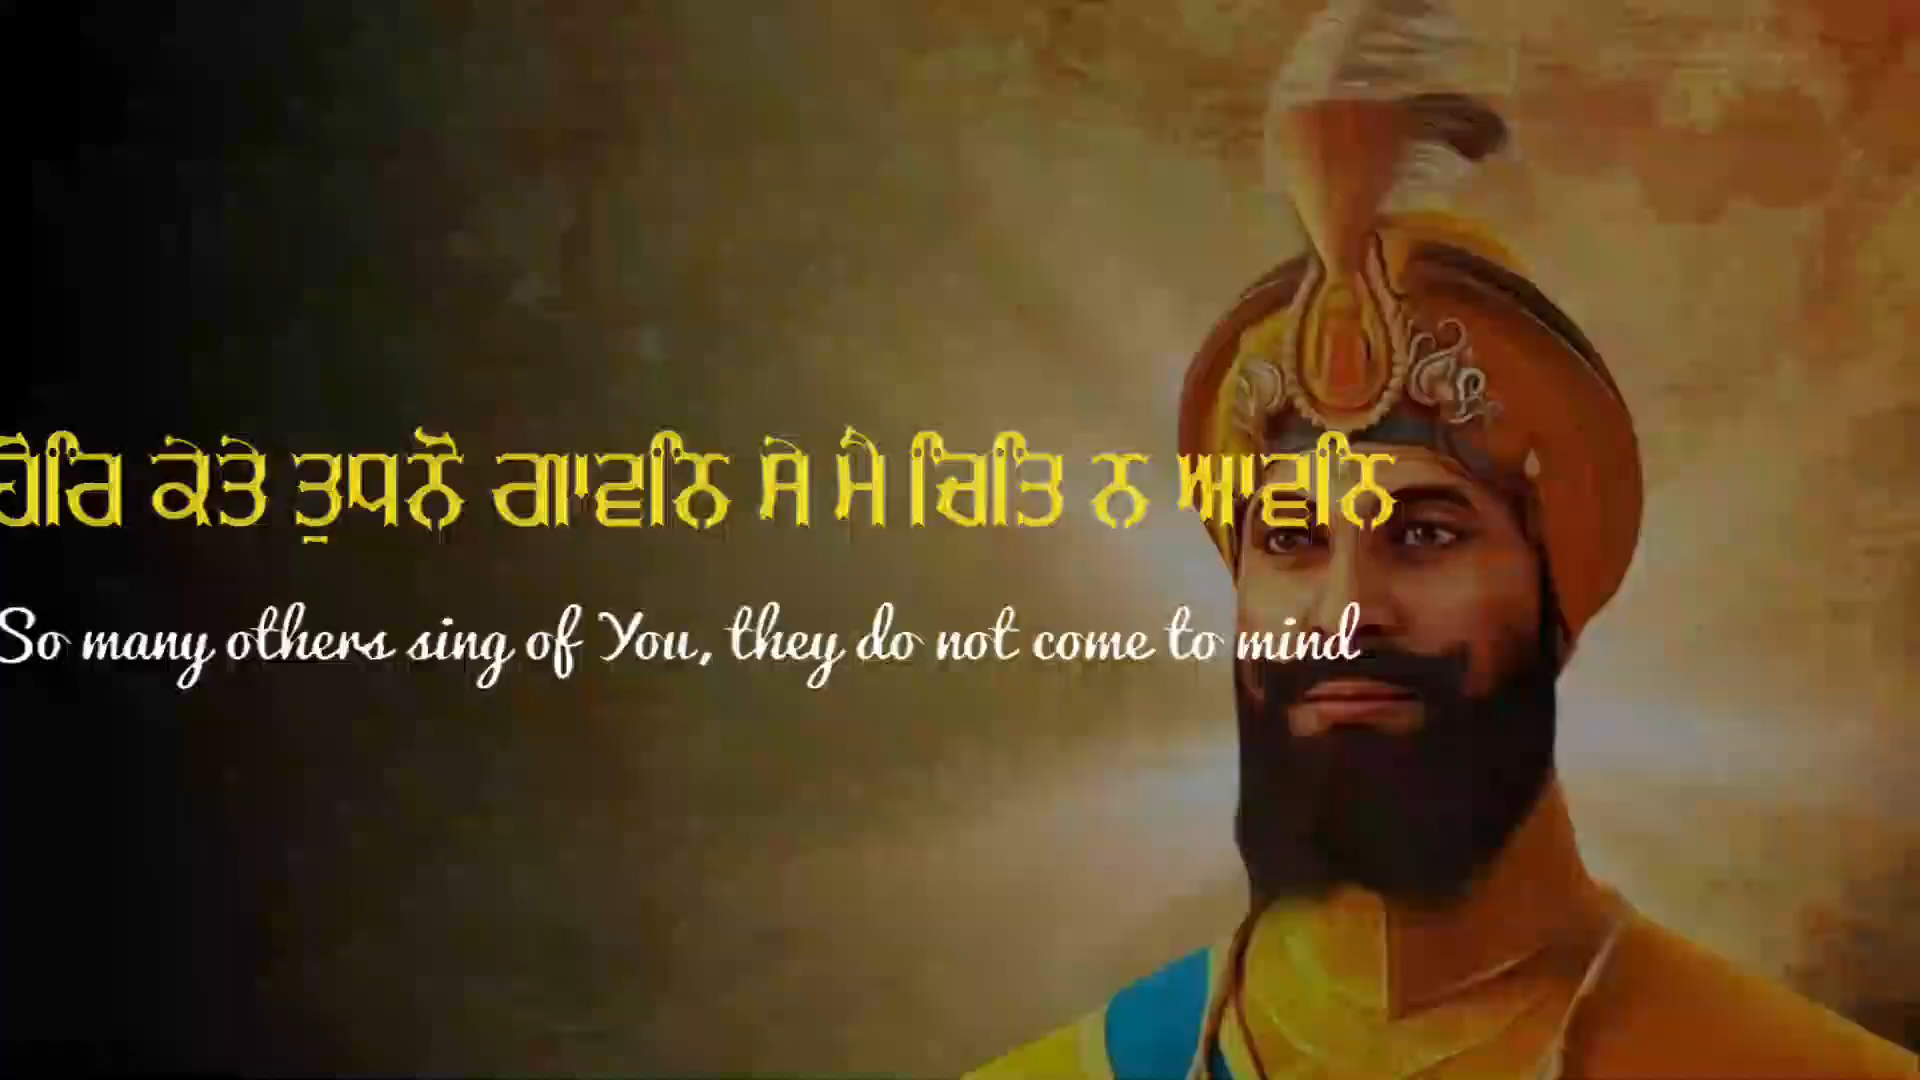 ਹੋਰਿ ਕੇਤੇ ਤੁਧਨੋ ਗਾਵਨਿ ਸੇ ਮੈ ਚਿਤਿ ਨ ਆਵਨਿ
So many others sing of You, they do not come to mind